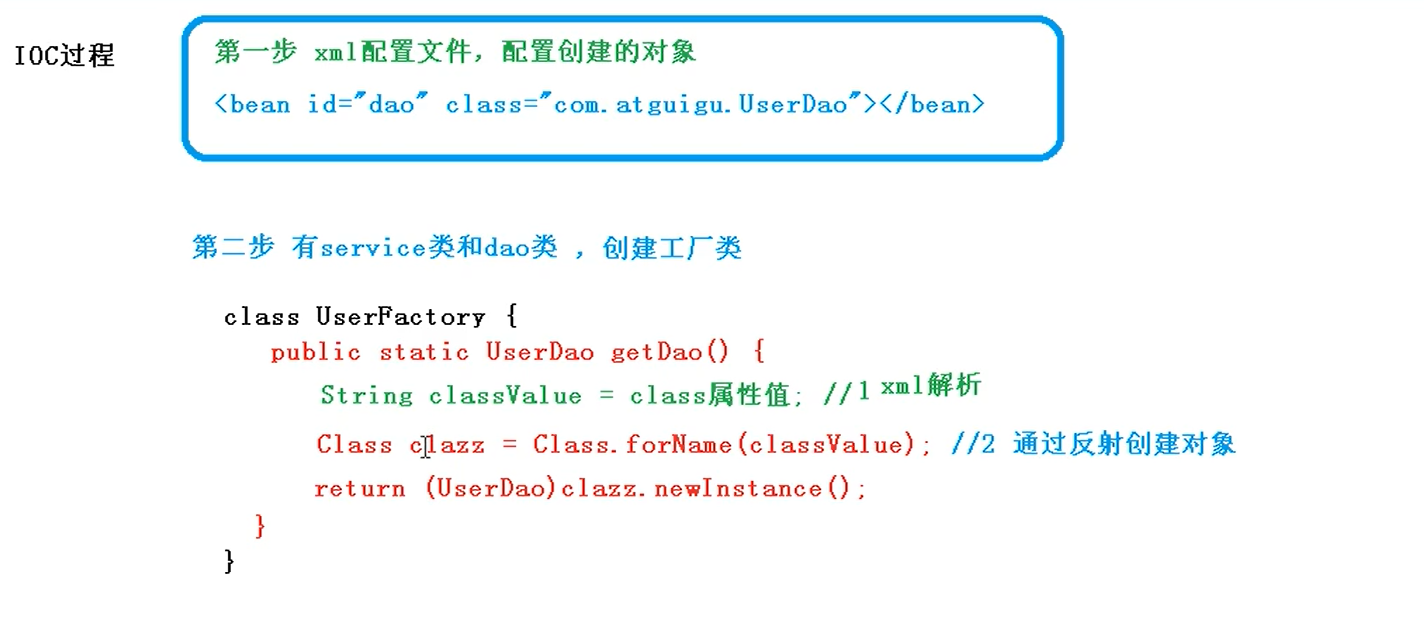 IOC过程
第一步 xml配置文件，配置创建的对象
<bean id="dao" class="com.atguigu.UserDao"></bean>
第二步 有service类和dao类 ，创建工厂类
class UserFactory {
public static UserDao getDao() {
String classValue = class属性值; //1 xml解析
Class clazz = Class.forName(classValue); //2 通过反射创建对象
return (UserDao)clazz.newInstance();
}
}